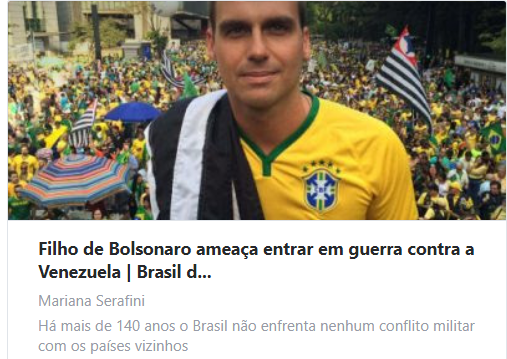 Filho de Bolsonaro ameaça entrar em guerra contra a
Venezuela | Brasil d...
Mariana Serafini
Há mais de 140 anos o Brasil não enfrenta nenhum conflito militar
com os países vizinhos